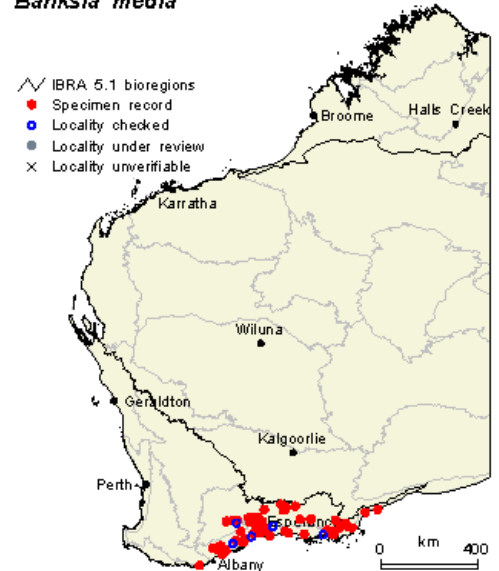 Banksia media
IBRA 5.1 bioregions
Specimen record
Locality checked
Locality under review
Locality unverifiable
Broome
Halls Creek
Karratha
Wiluna
Geraldton
Kalgoorlie
Perth
Esperance
Albany
km
0 400